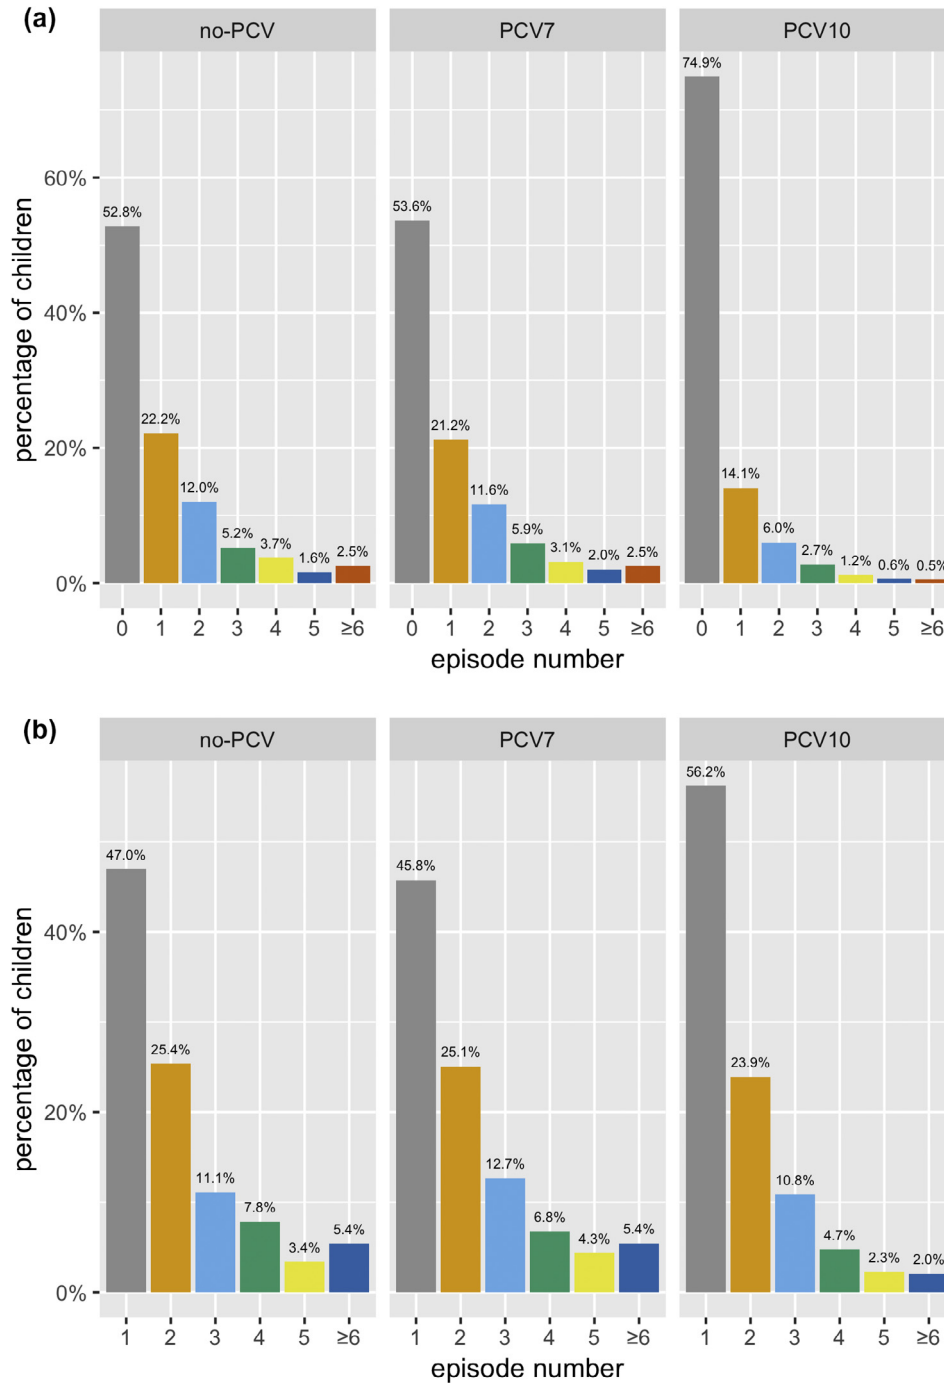 (a)
no-PCV PCV7 PCV10
percentage of children
60%
40%
20%
0%
52.8% 22.2% 12.0% 5.2% 3.7% 1.6% 2.5%
53.6% 21.2% 11.6% 5.9% 3.1% 2.0% 2.5%
74.9% 14.1% 6.0% 2.7% 1.2% 0.6% 0.5%
0 1 2 3 4 5 ≥6 0 1 2 3 4 5 ≥6 0 1 2 3 4 5 ≥6
episode number
(b)
no-PCV PCV7 PCV10
percentage of children
40%
20%
0%
47.0% 25.4% 11.1% 7.8% 3.4% 5.4%
45.8% 25.1% 12.7% 6.8% 4.3% 5.4%
56.2% 23.9% 10.8% 4.7% 2.3% 2.0%
1 2 3 4 5 ≥6 1 2 3 4 5 ≥6 1 2 3 4 5 ≥6
episode number